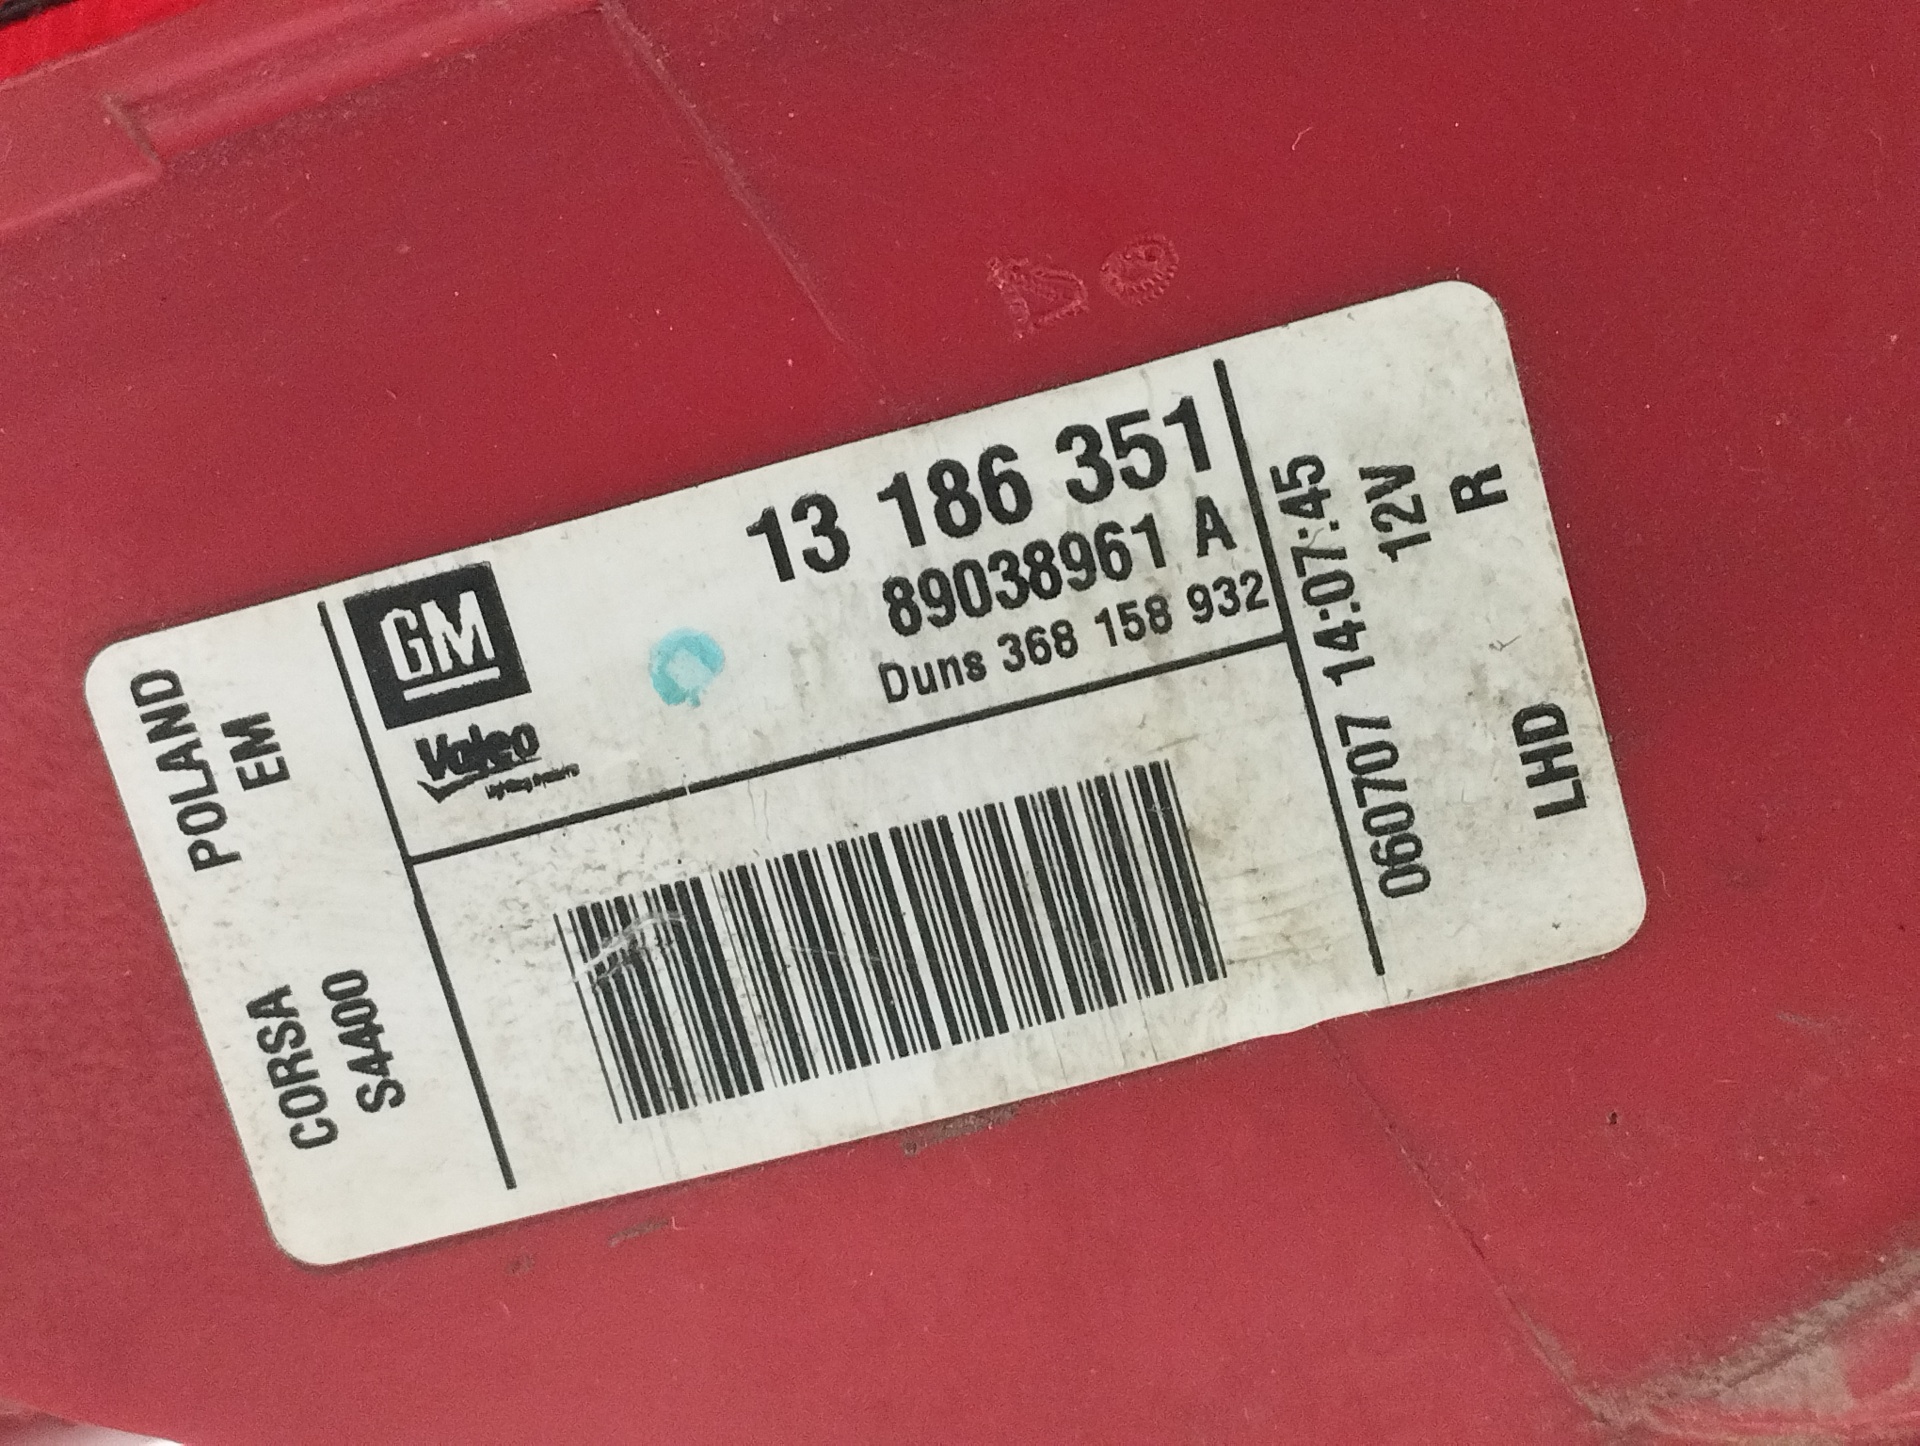 POLAND
EM
CORSA
S4400
GM
Valeo
13 186 351
89038961 A
Duns 368 158 932
060707 14:07:45
12V
R
LHD